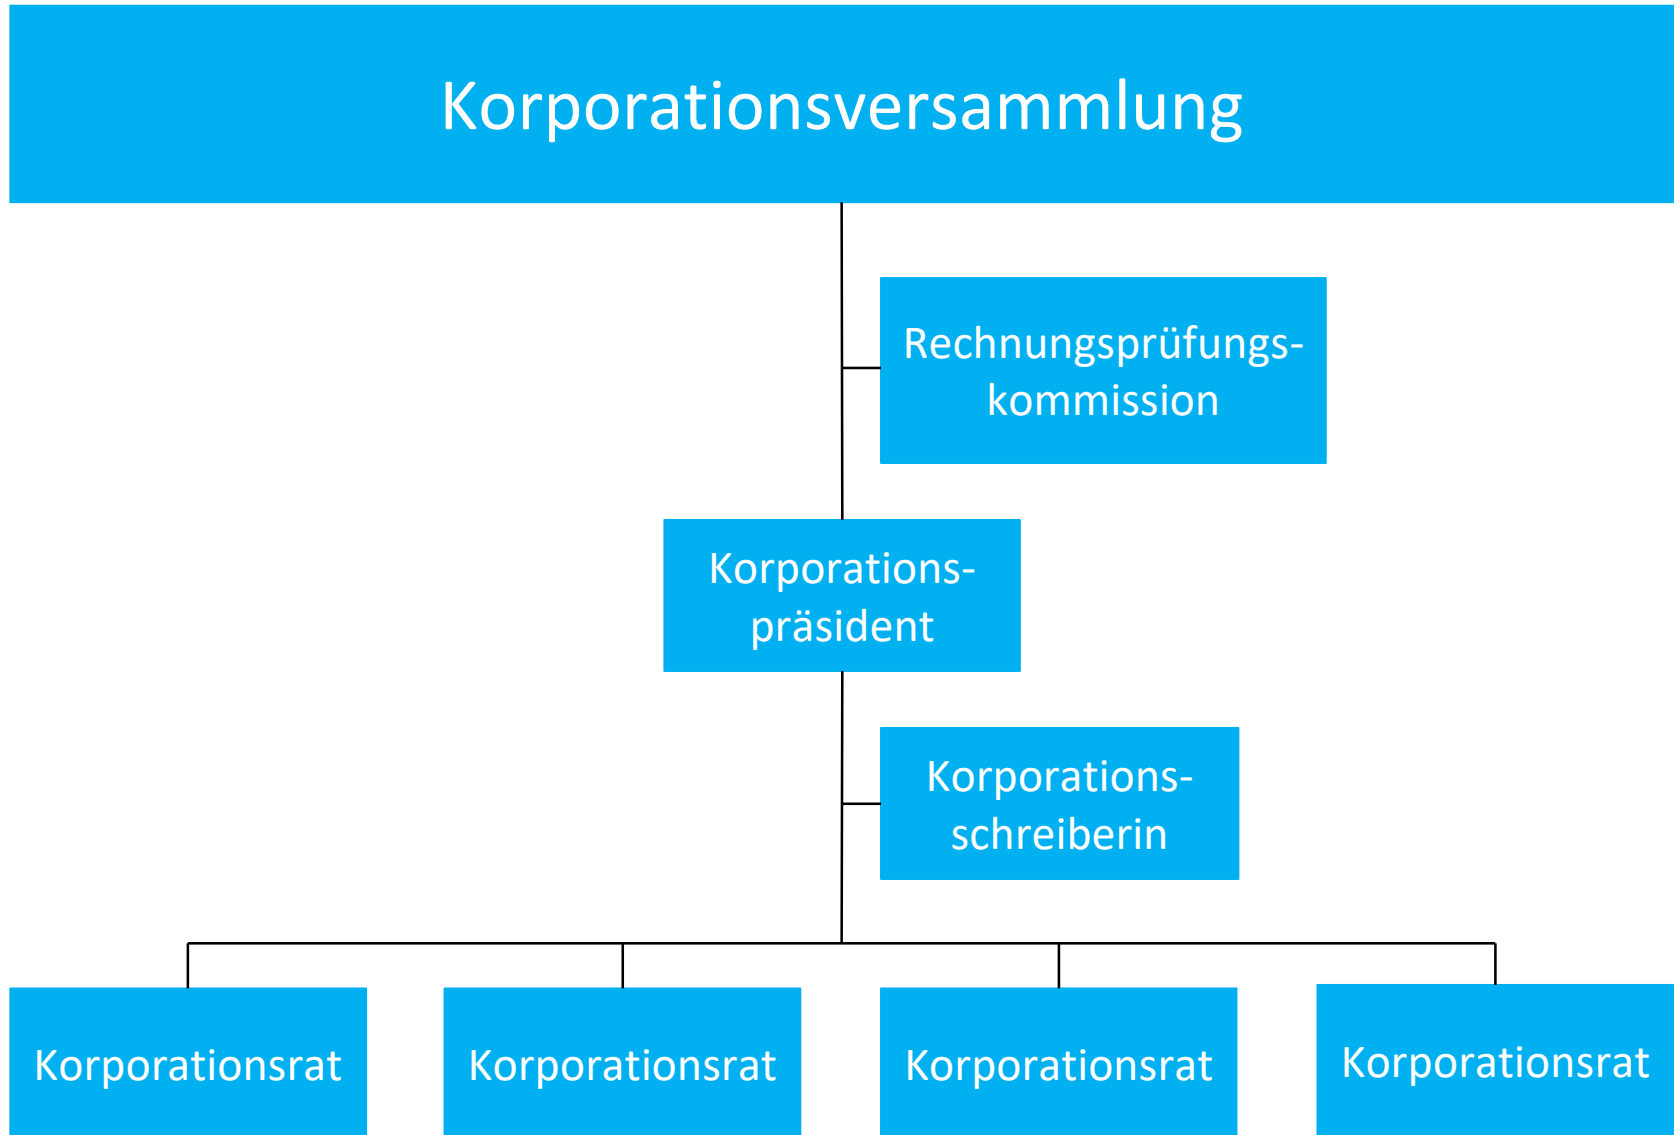 Korporationsversammlung
Rechnungsprüfungs-
kommission
Korporations-
präsident
Korporations-
schreiberin
Korporationsrat
Korporationsrat
Korporationsrat
Korporationsrat